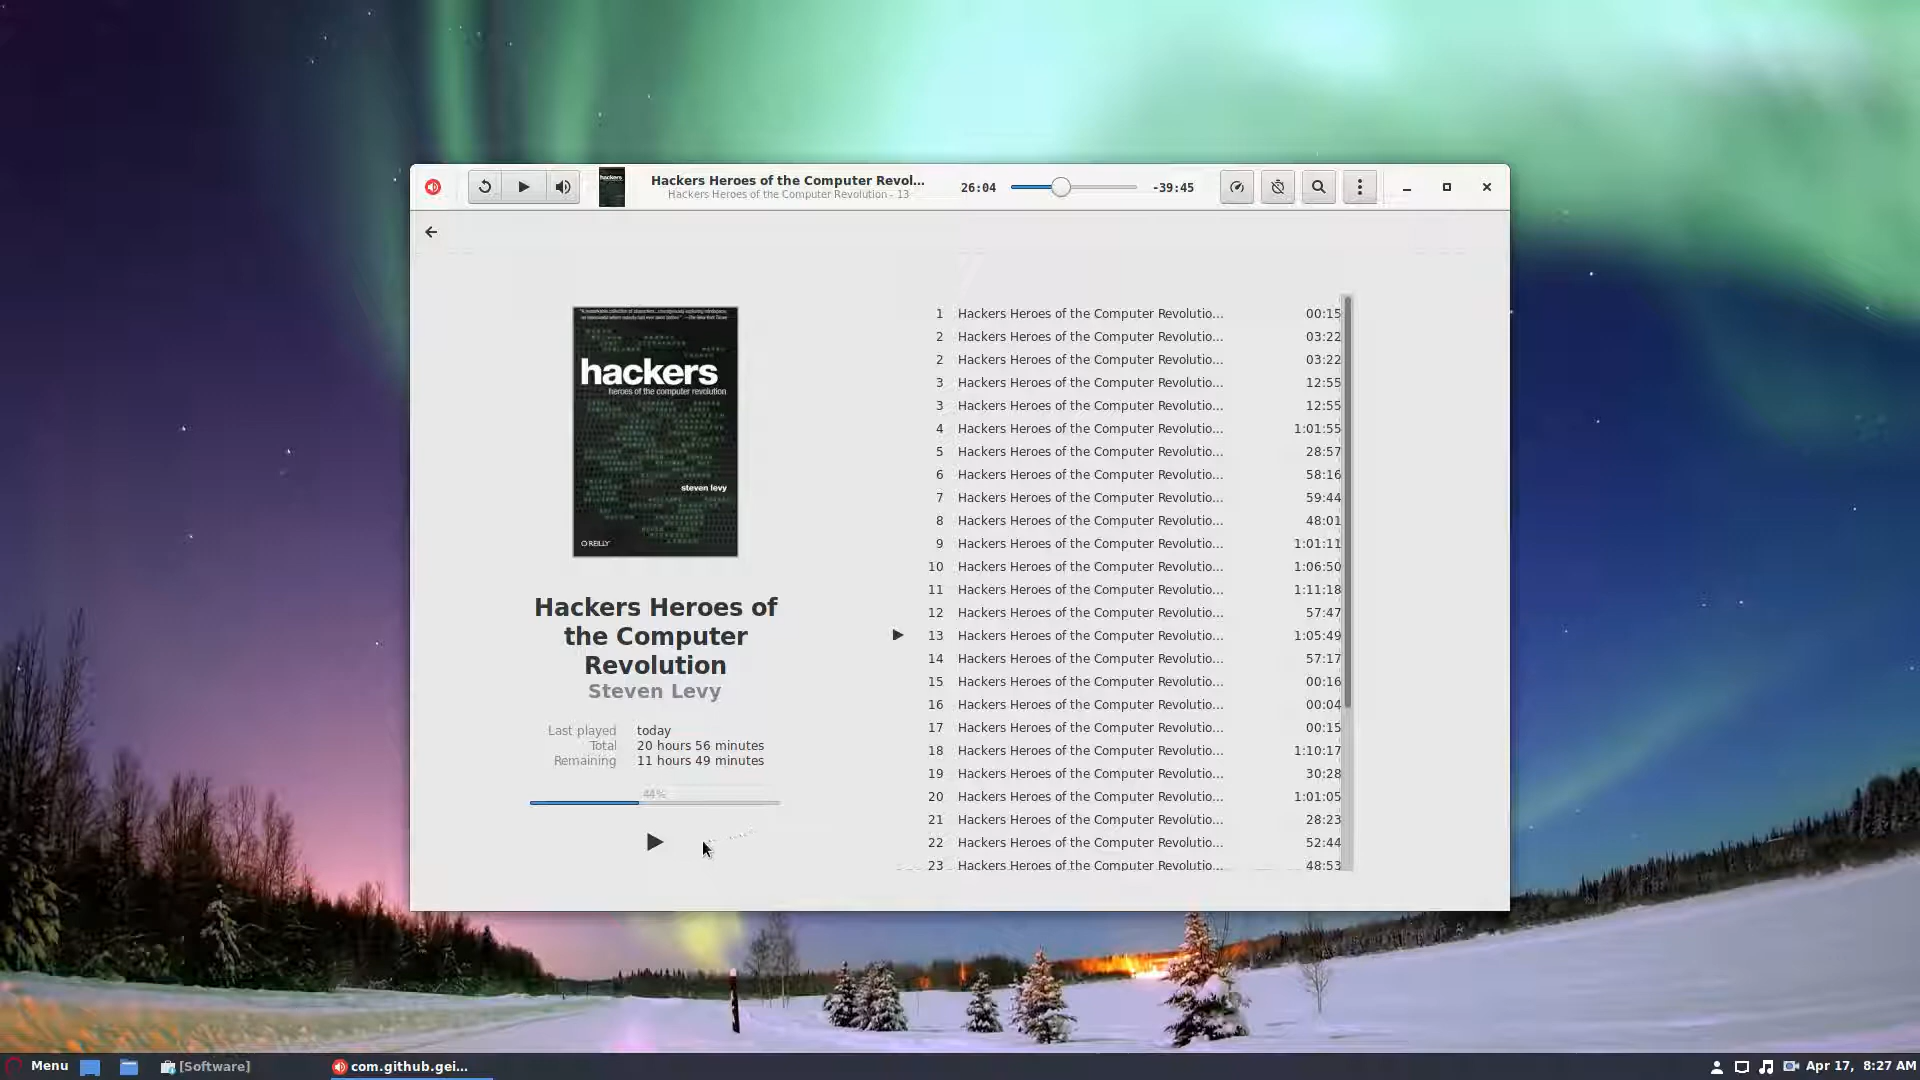 Hackers Heroes of the Computer Revol...
Hackers Heroes of the Computer Revolution - 13
26:04
-39:45
hackers
heroes of the computer revolution
steven levy
O'REILLY
Hackers Heroes of
the Computer
Revolution
Steven Levy
Last played today
Total 20 hours 56 minutes
Remaining 11 hours 49 minutes
44%
1 Hackers Heroes of the Computer Revolutio... 00:15
2 Hackers Heroes of the Computer Revolutio... 03:22
2 Hackers Heroes of the Computer Revolutio... 03:22
3 Hackers Heroes of the Computer Revolutio... 12:55
3 Hackers Heroes of the Computer Revolutio... 12:55
4 Hackers Heroes of the Computer Revolutio... 1:01:55
5 Hackers Heroes of the Computer Revolutio... 28:57
6 Hackers Heroes of the Computer Revolutio... 58:16
7 Hackers Heroes of the Computer Revolutio... 59:44
8 Hackers Heroes of the Computer Revolutio... 48:01
9 Hackers Heroes of the Computer Revolutio... 1:01:11
10 Hackers Heroes of the Computer Revolutio... 1:06:50
11 Hackers Heroes of the Computer Revolutio... 1:11:18
12 Hackers Heroes of the Computer Revolutio... 57:47
13 Hackers Heroes of the Computer Revolutio... 1:05:49
14 Hackers Heroes of the Computer Revolutio... 57:17
15 Hackers Heroes of the Computer Revolutio... 00:16
16 Hackers Heroes of the Computer Revolutio... 00:04
17 Hackers Heroes of the Computer Revolutio... 00:15
18 Hackers Heroes of the Computer Revolutio... 1:10:17
19 Hackers Heroes of the Computer Revolutio... 30:28
20 Hackers Heroes of the Computer Revolutio... 1:01:05
21 Hackers Heroes of the Computer Revolutio... 28:23
22 Hackers Heroes of the Computer Revolutio... 52:44
23 Hackers Heroes of the Computer Revolutio... 48:53
Menu
[Software]
com.github.gei...
Apr 17, 8:27 AM